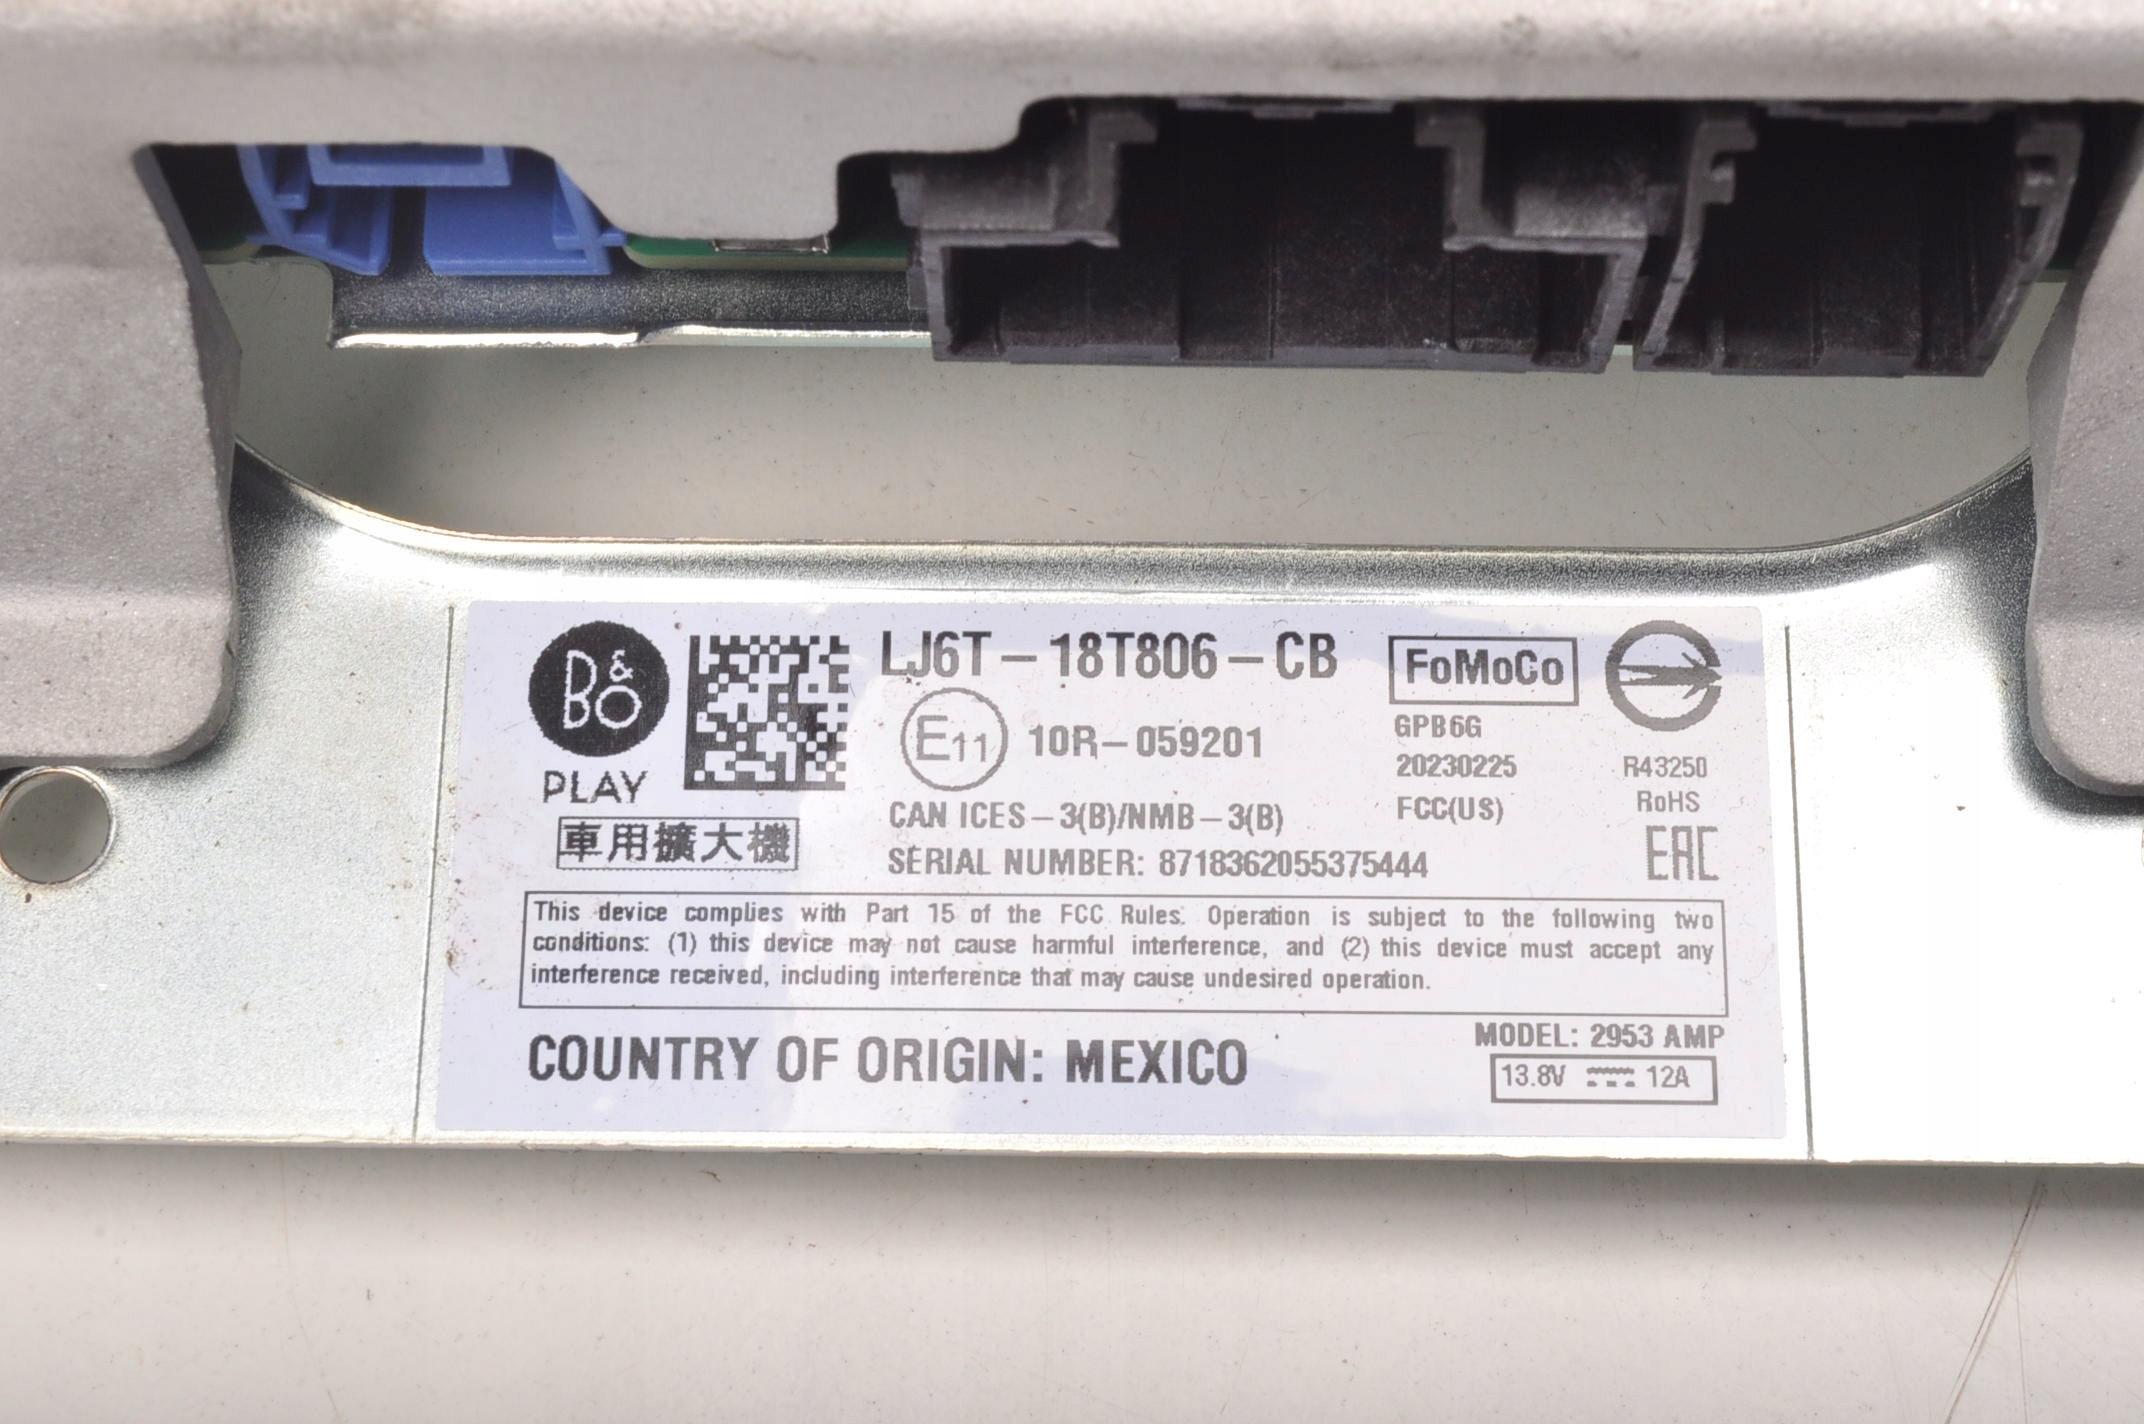 B&O
PLAY
車用擴大機
LJ6T-18T806-CB
E11 10R-059201
CAN ICES-3(B)/NMB-3(B)
SERIAL NUMBER: 8718362055375444
FoMoCo
GPB6G
20230225
FCC(US)
R43250
RoHS
EAC
This device complies with Part 15 of the FCC Rules. Operation is subject to the following two
conditions: (1) this device may not cause harmful interference, and (2) this device must accept any
interference received, including interference that may cause undesired operation.
COUNTRY OF ORIGIN: MEXICO
MODEL: 2953 AMP
13.8V ⎓ 12A